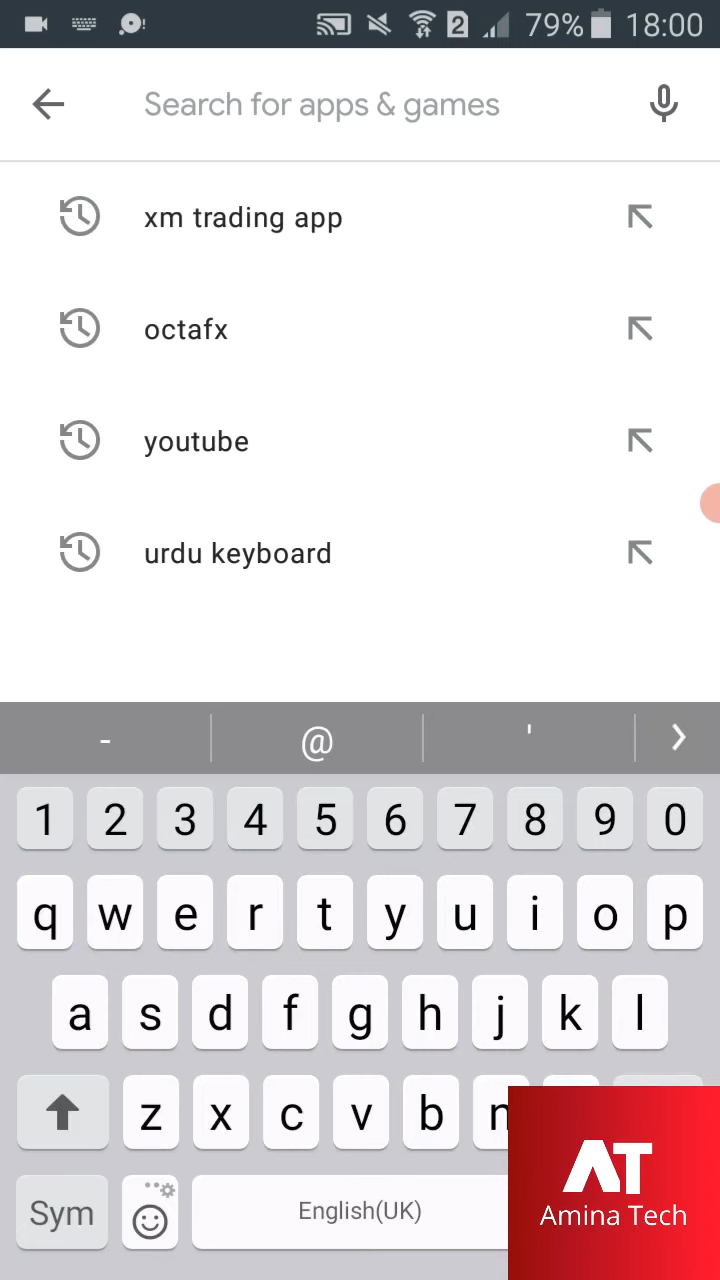 2 79% 18:00
Search for apps & games
xm trading app
octafx
youtube
urdu keyboard
- @ '
1 2 3 4 5 6 7 8 9 0
q w e r t y u i o p
a s d f g h j k l
z x c v b n
Sym English(UK)
AT
Amina Tech